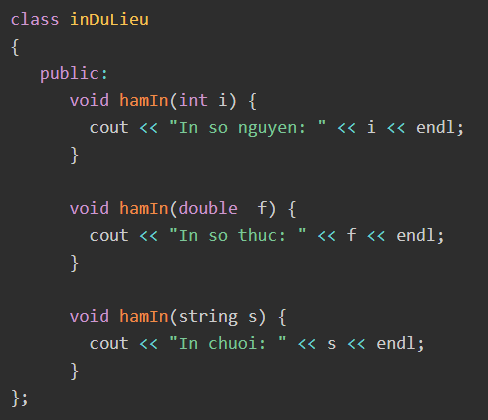 class inDuLieu
{
   public:
      void hamIn(int i) {
        cout << "In so nguyen: " << i << endl;
      }

      void hamIn(double  f) {
        cout << "In so thuc: " << f << endl;
      }

      void hamIn(string s) {
        cout << "In chuoi: " << s << endl;
      }
};